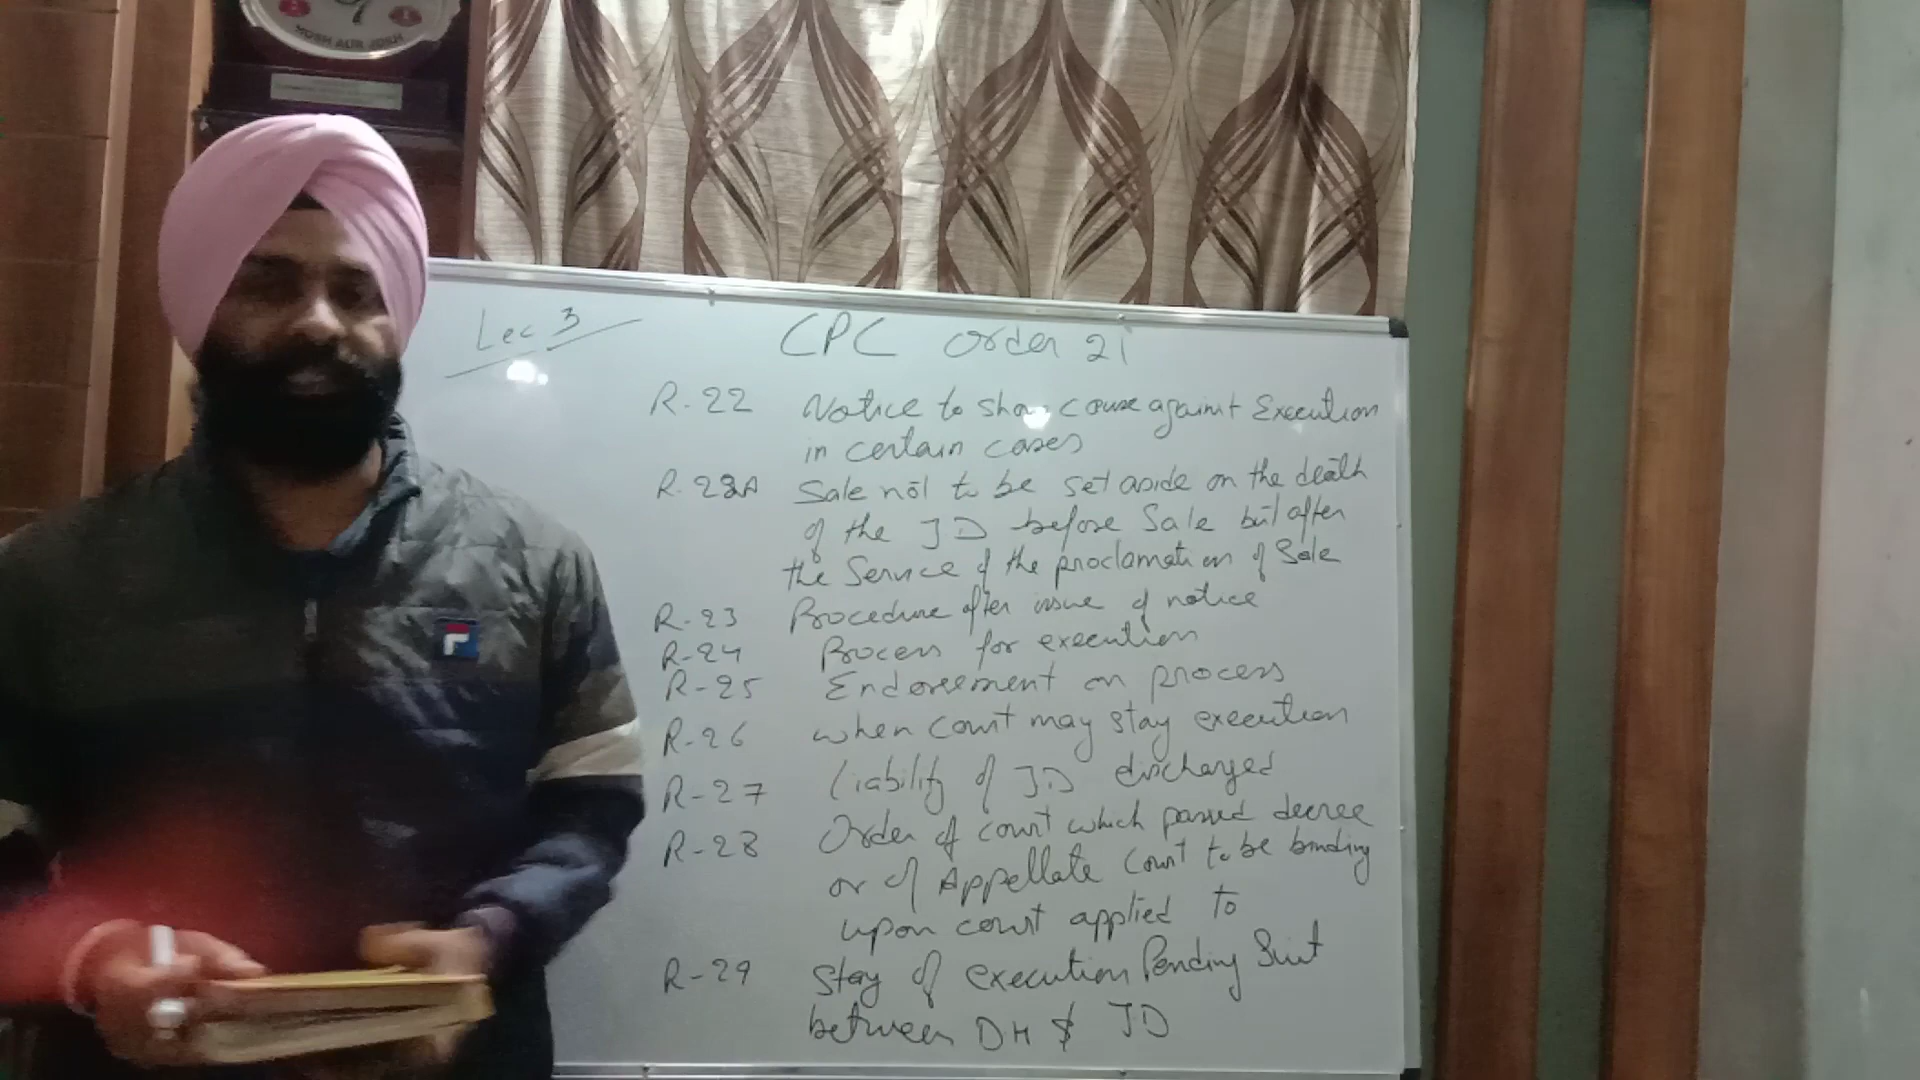 Lec 3
CPC Order 21
R-22 Notice to show cause against Execution
in certain cases
R-22A Sale not to be set aside on the death
of the JD before Sale but after
the Service of the proclamation of Sale
R-23 Procedure after issue of notice
R-24 Process for execution
R-25 Endorsement on process
R-26 when court may stay execution
R-27 Liability of JD discharged
R-28 Order of court which passed decree
or of Appellate Court to be binding
upon court applied to
R-29 Stay of execution Pending Suit
between DH & JD